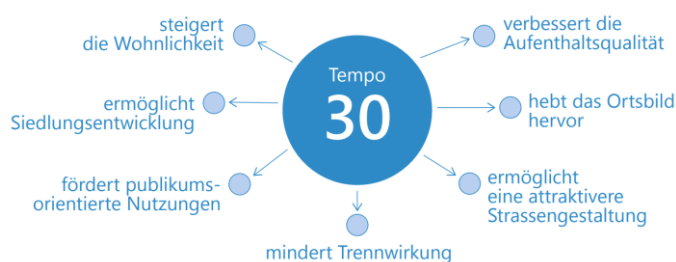 steigert
die Wohnlichkeit
verbessert die
Aufenthaltsqualität
Tempo
30
ermöglicht
Siedlungsentwicklung
hebt das Ortsbild
hervor
fördert publikums-
orientierte Nutzungen
ermöglicht
eine attraktivere
Strassengestaltung
mindert Trennwirkung